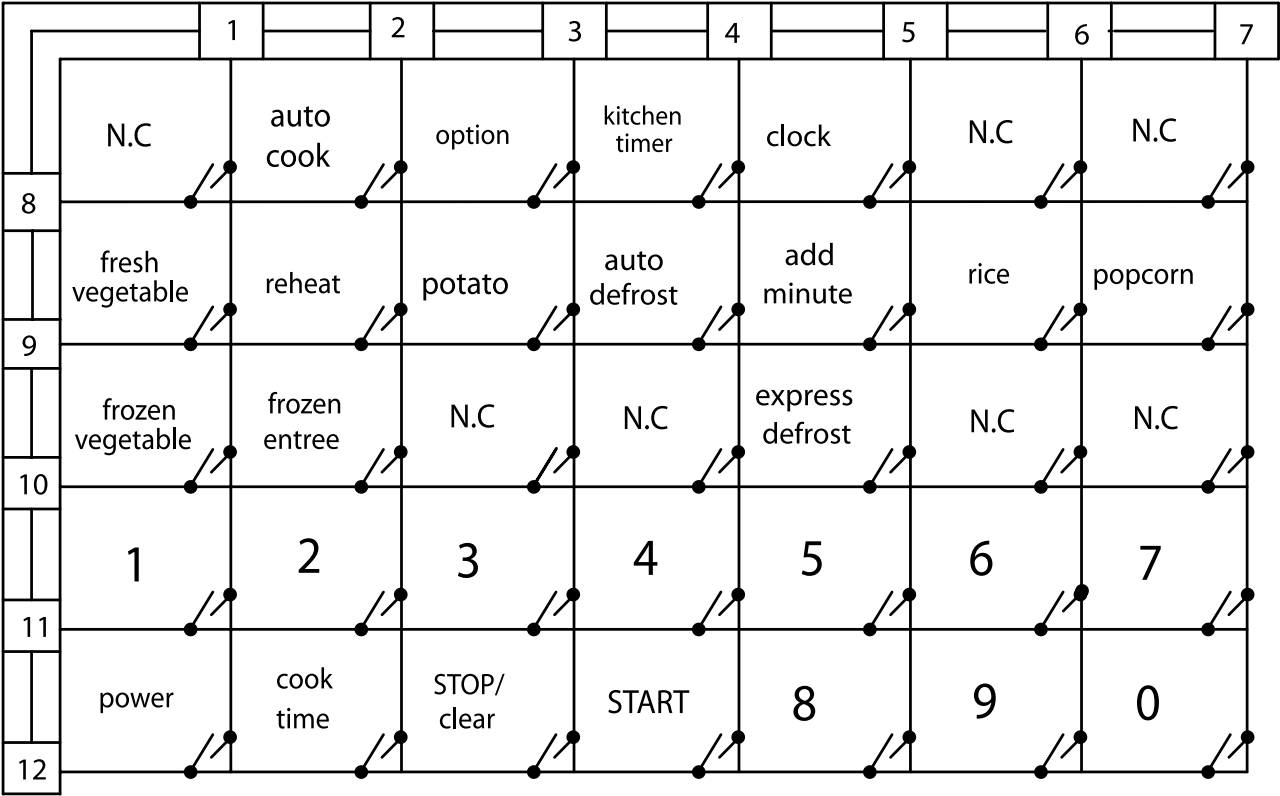 1 2 3 4 5 6 7
N.C
auto
cook
option
kitchen
timer
clock
N.C
N.C
8
fresh
vegetable
reheat
potato
auto
defrost
add
minute
rice
popcorn
9
frozen
vegetable
frozen
entree
N.C
N.C
express
defrost
N.C
N.C
10
1
2
3
4
5
6
7
11
power
cook
time
STOP/
clear
START
8
9
0
12